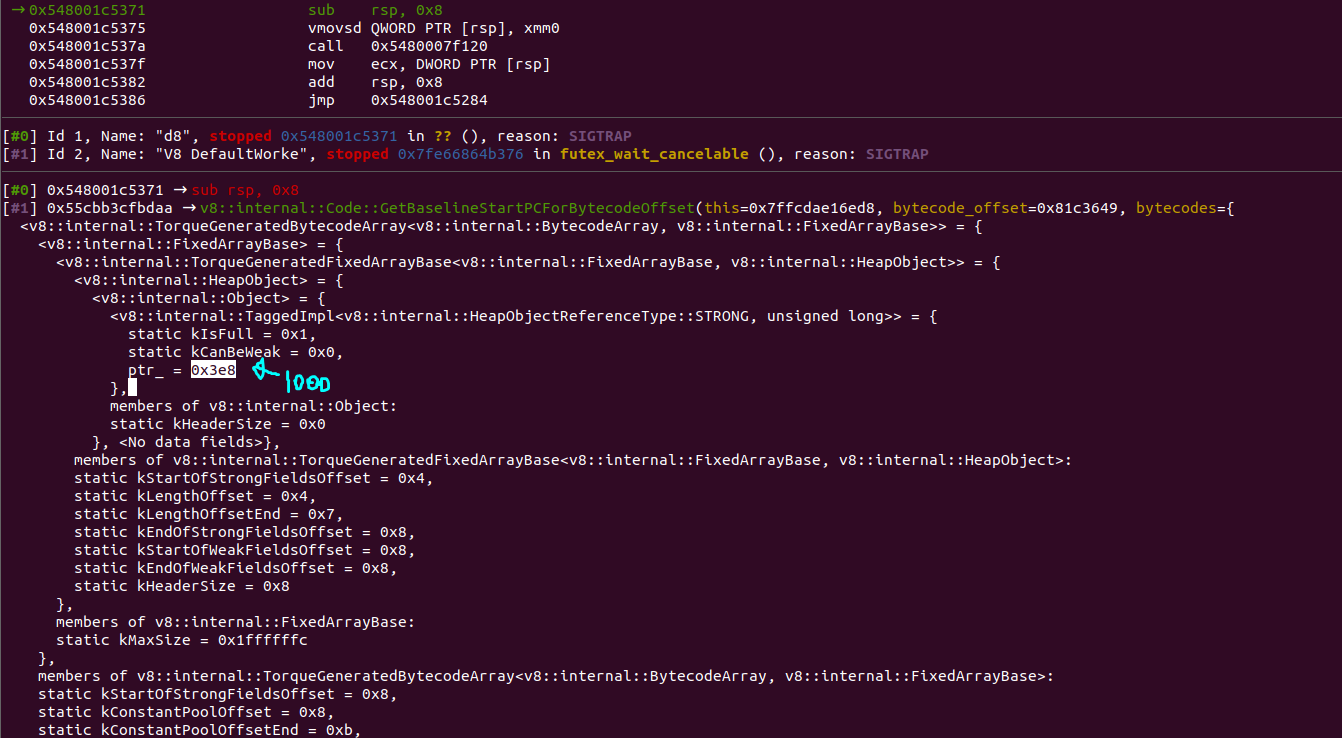 →0x548001c5371 sub rsp, 0x8
0x548001c5375 vmovsd QWORD PTR [rsp], xmm0
0x548001c537a call 0x5480007f120
0x548001c537f mov ecx, DWORD PTR [rsp]
0x548001c5382 add rsp, 0x8
0x548001c5386 jmp 0x548001c5284
[#0] Id 1, Name: "d8", stopped 0x548001c5371 in ?? (), reason: SIGTRAP
[#1] Id 2, Name: "V8 DefaultWorke", stopped 0x7fe66864b376 in futex_wait_cancelable (), reason: SIGTRAP
[#0] 0x548001c5371 →sub rsp, 0x8
[#1] 0x55cbb3cfbdaa →v8::internal::Code::GetBaselineStartPCForBytecodeOffset(this=0x7ffcdae16ed8, bytecode_offset=0x81c3649, bytecodes={
<v8::internal::TorqueGeneratedBytecodeArray<v8::internal::BytecodeArray, v8::internal::FixedArrayBase>> = {
<v8::internal::FixedArrayBase> = {
<v8::internal::TorqueGeneratedFixedArrayBase<v8::internal::FixedArrayBase, v8::internal::HeapObject>> = {
<v8::internal::HeapObject> = {
<v8::internal::Object> = {
<v8::internal::TaggedImpl<v8::internal::HeapObjectReferenceType::STRONG, unsigned long>> = {
static kIsFull = 0x1,
static kCanBeWeak = 0x0,
ptr_ = 0x3e8 1000
},
members of v8::internal::Object:
static kHeaderSize = 0x0
}, <No data fields>},
members of v8::internal::TorqueGeneratedFixedArrayBase<v8::internal::FixedArrayBase, v8::internal::HeapObject>:
static kStartOfStrongFieldsOffset = 0x4,
static kLengthOffset = 0x4,
static kLengthOffsetEnd = 0x7,
static kEndOfStrongFieldsOffset = 0x8,
static kStartOfWeakFieldsOffset = 0x8,
static kEndOfWeakFieldsOffset = 0x8,
static kHeaderSize = 0x8
},
members of v8::internal::FixedArrayBase:
static kMaxSize = 0x1ffffffc
},
members of v8::internal::TorqueGeneratedBytecodeArray<v8::internal::BytecodeArray, v8::internal::FixedArrayBase>:
static kStartOfStrongFieldsOffset = 0x8,
static kConstantPoolOffset = 0x8,
static kConstantPoolOffsetEnd = 0xb,